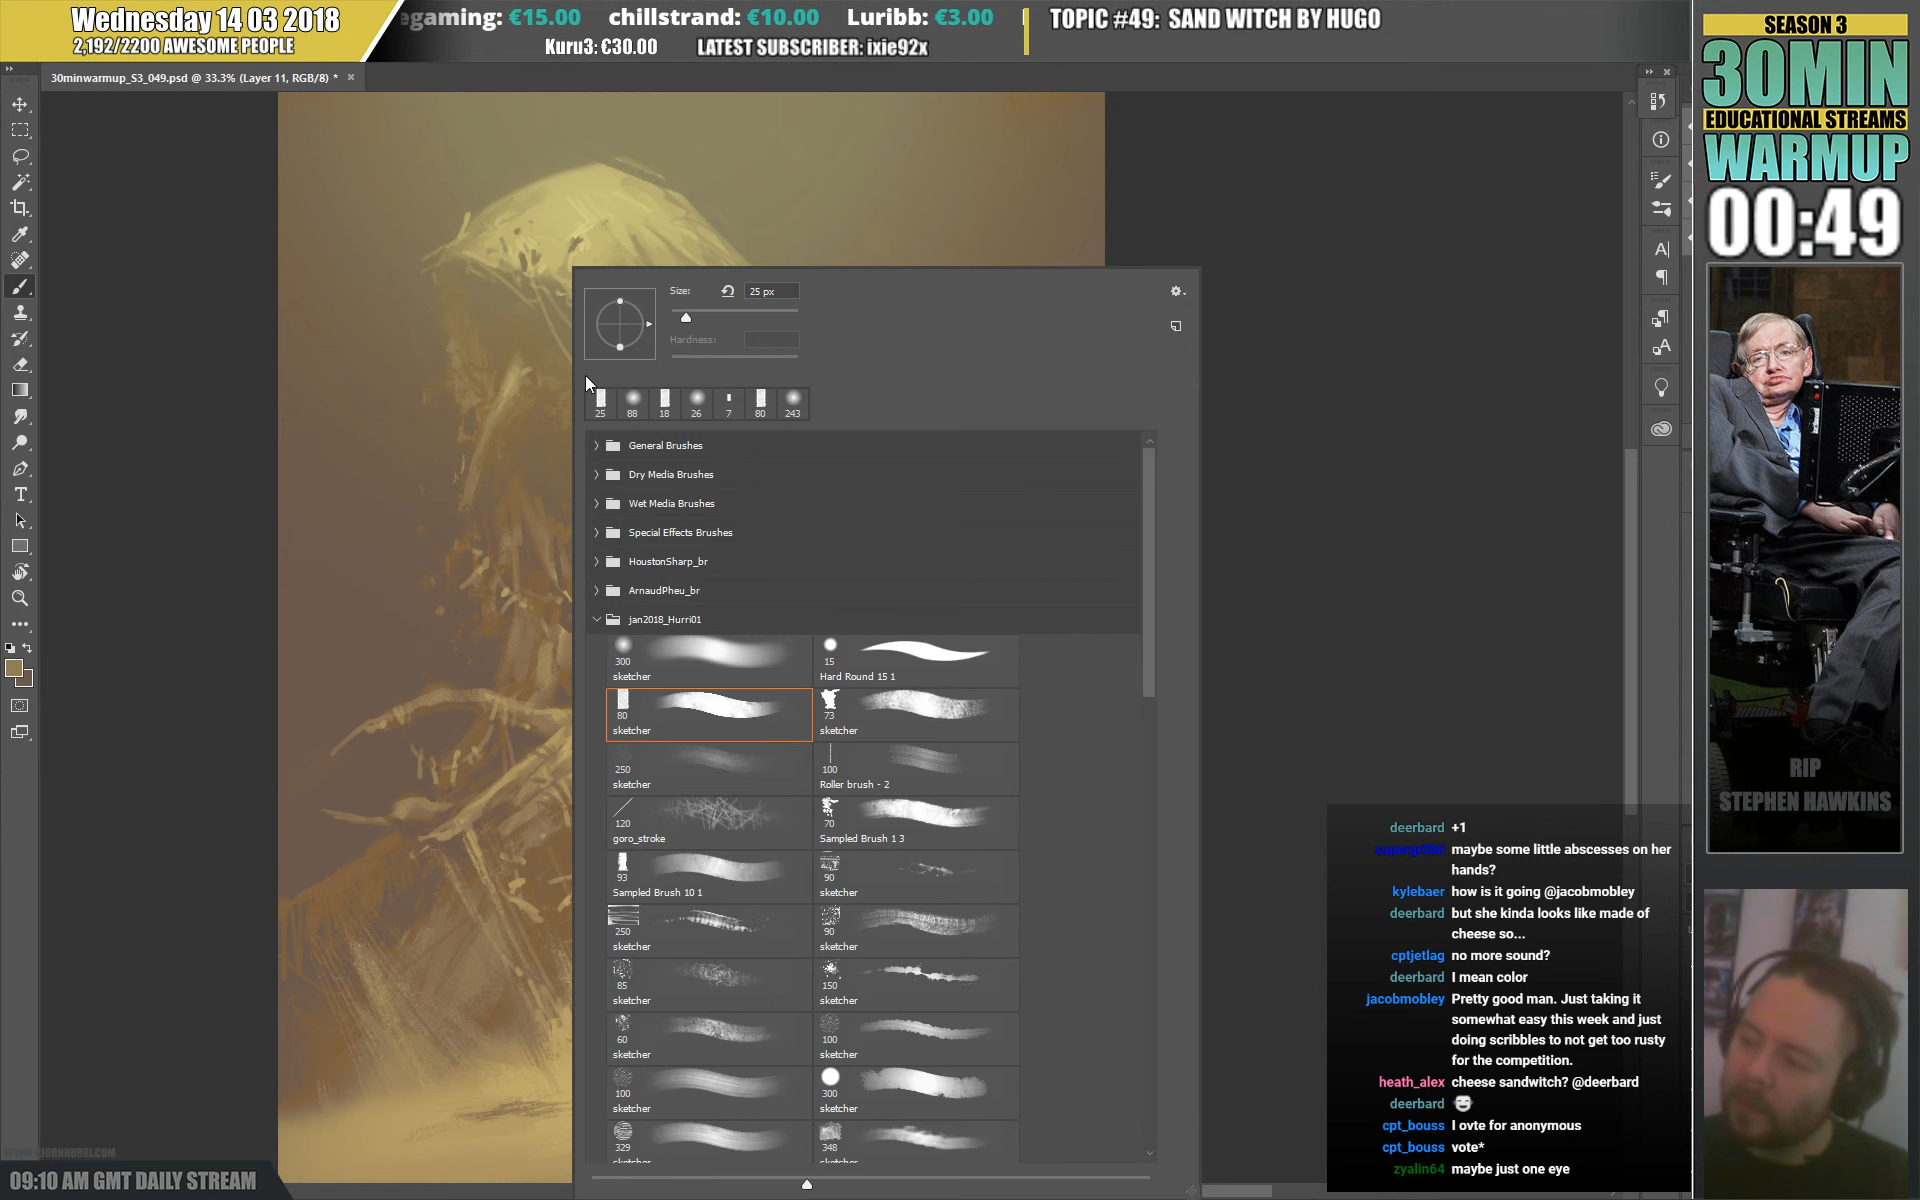 Wednesday 14 03 2018
2,192/2200 AWESOME PEOPLE
egaming: €15.00 chillstrand: €10.00 Luribb: €3.00
Kuru3: €30.00 LATEST SUBSCRIBER: ixie92x
TOPIC #49: SAND WITCH BY HUGO
SEASON 3
30MIN
EDUCATIONAL STREAMS
WARMUP
00:49
30minwarmup_S3_049.psd @ 33.3% (Layer 11, RGB/8) *
Size: 25 px
Hardness:
25 88 18 26 7 80 243
General Brushes
Dry Media Brushes
Wet Media Brushes
Special Effects Brushes
HoustonSharp_br
ArnaudPheu_br
jan2018_Hurri01
300 15
sketcher Hard Round 15 1
80 73
sketcher sketcher
250 100
sketcher Roller brush - 2
120 70
goro_stroke Sampled Brush 1 3
93 90
Sampled Brush 10 1 sketcher
250 90
sketcher sketcher
85 150
sketcher sketcher
60 100
sketcher sketcher
100 300
sketcher sketcher
329 348
sketcher sketcher
RIP
STEPHEN HAWKINS
deerbard +1
maybe some little abscesses on her
hands?
kylebaer how is it going @jacobmobley
deerbard but she kinda looks like made of
cheese so...
cptjetlag no more sound?
deerbard I mean color
jacobmobley Pretty good man. Just taking it
somewhat easy this week and just
doing scribbles to not get too rusty
for the competition.
heath_alex cheese sandwitch? @deerbard
deerbard
cpt_bouss I ovte for anonymous
cpt_bouss vote*
zyalin64 maybe just one eye
09:10 AM GMT DAILY STREAM